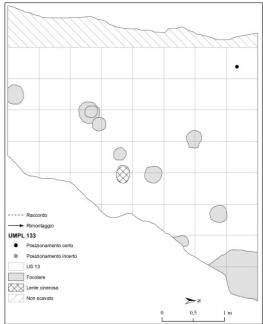 Raccordo
Rimontaggio
UMPL 133
Posizionamento certo
Posizionamento incerto
US 13
Focolare
Lente cinerosa
Non scavato
N
0 0,5 1 m